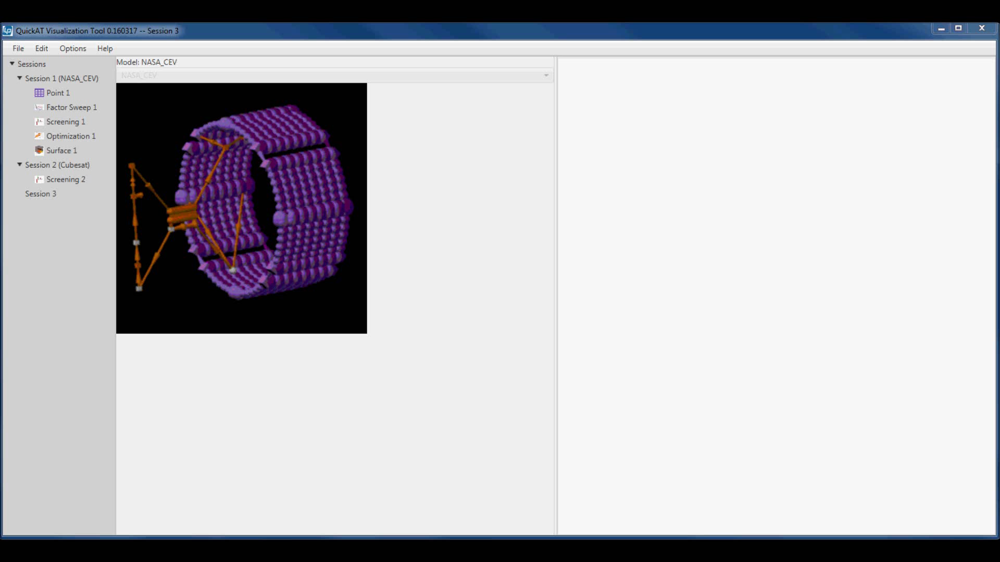 QuickAT Visualization Tool 0.160317 -- Session 3
File Edit Options Help
Sessions
Session 1 (NASA_CEV)
Point 1
Factor Sweep 1
Screening 1
Optimization 1
Surface 1
Session 2 (Cubesat)
Screening 2
Session 3
Model: NASA_CEV
NASA_CEV